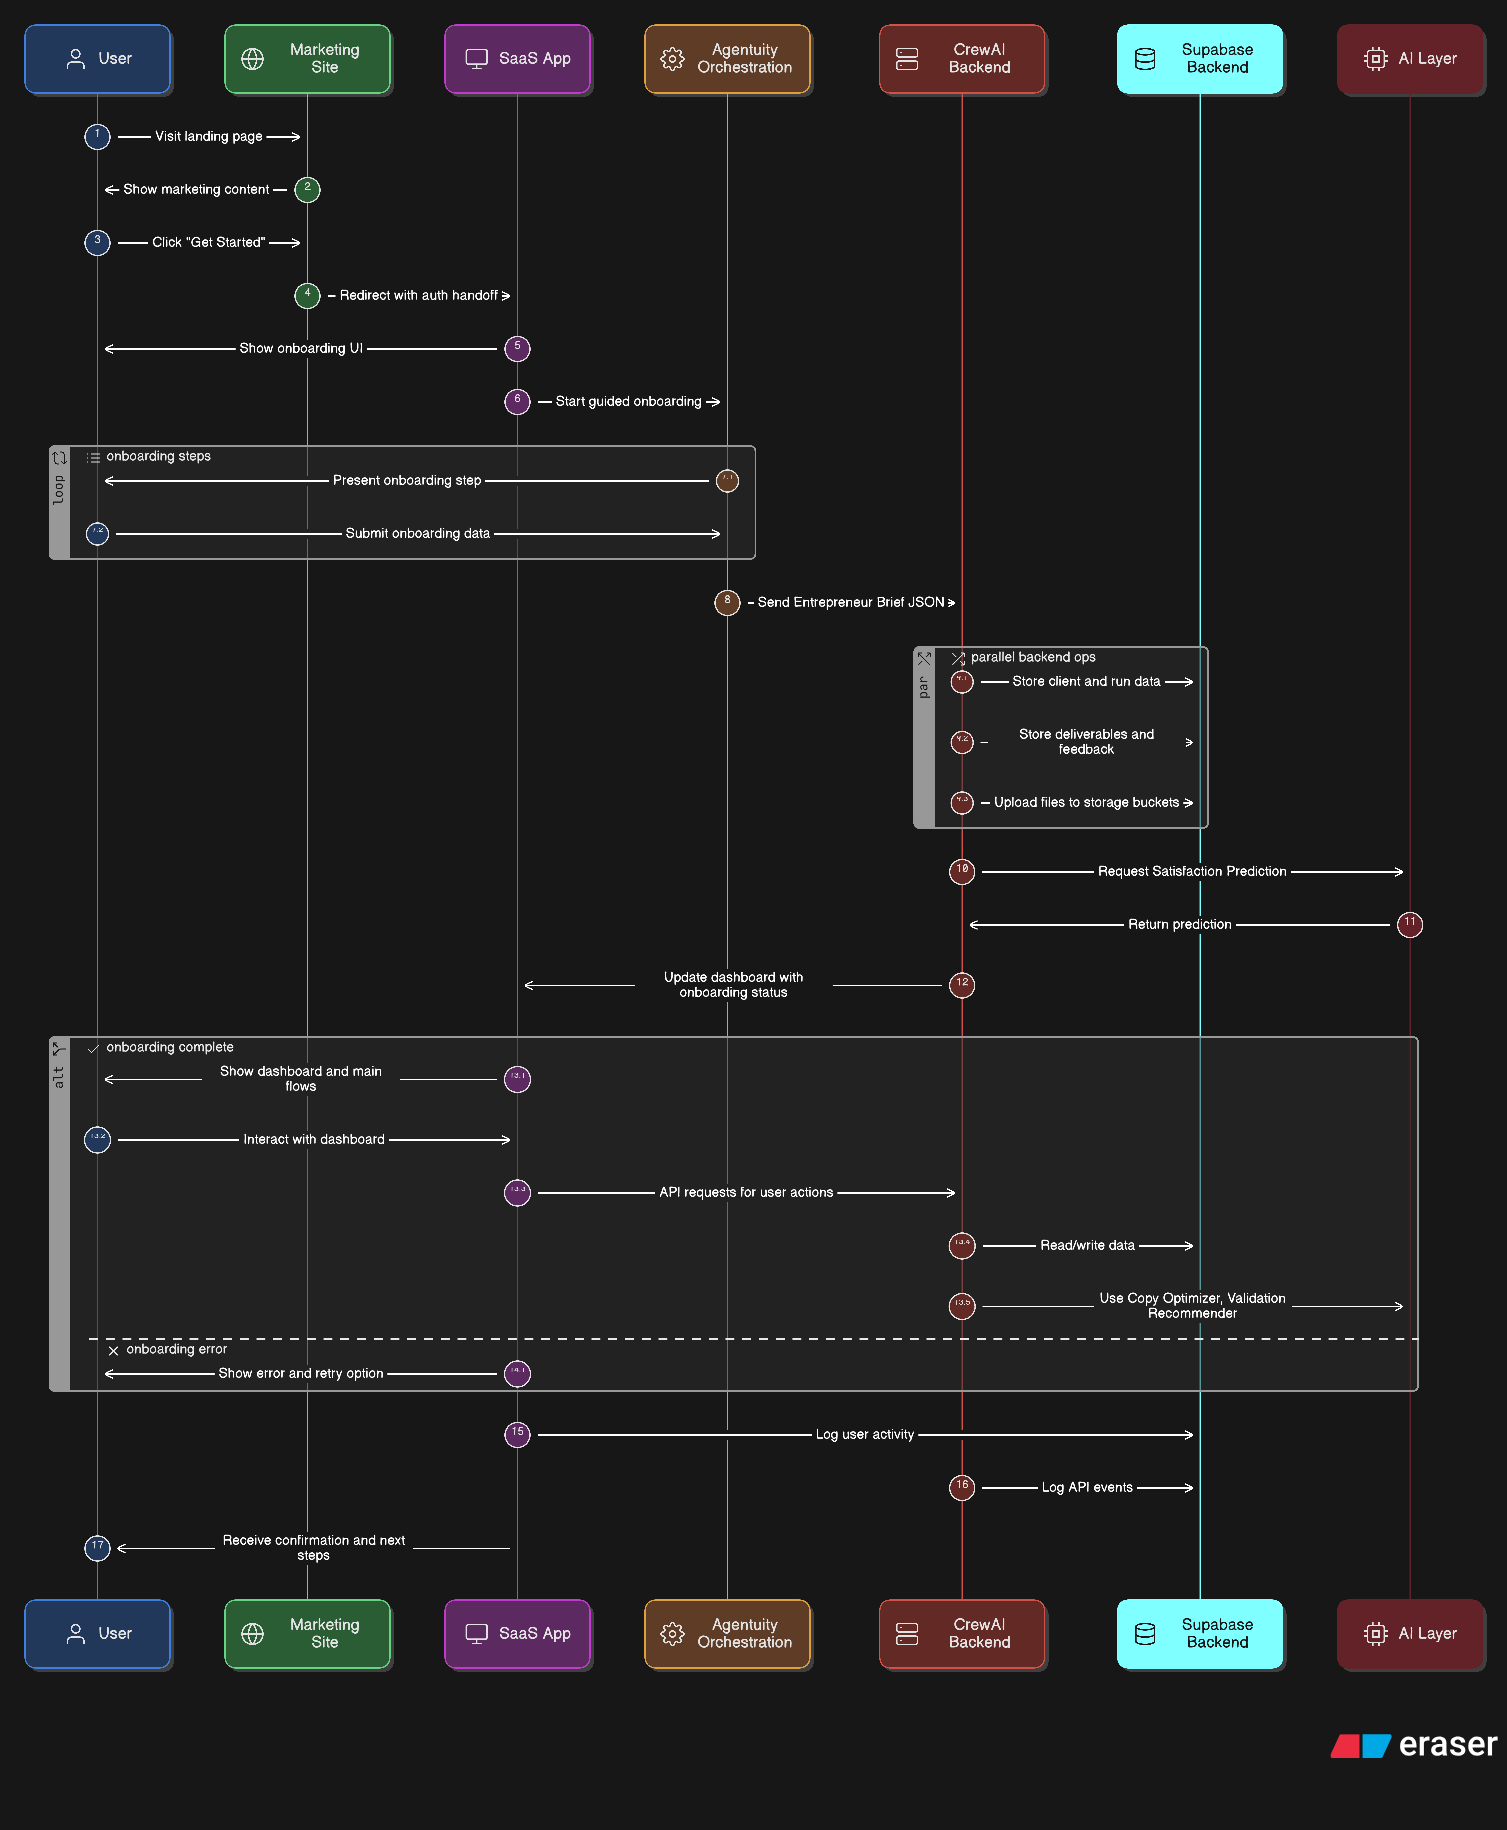 User
Marketing
Site
SaaS App
Agentuity
Orchestration
CrewAI
Backend
Supabase
Backend
AI Layer
1
Visit landing page
Show marketing content
2
3
Click "Get Started"
4
Redirect with auth handoff
Show onboarding UI
5
6
Start guided onboarding
loop
onboarding steps
Present onboarding step
7.1
7.2
Submit onboarding data
8
Send Entrepreneur Brief JSON
par
parallel backend ops
9.1
Store client and run data
9.2
Store deliverables and
feedback
9.3
Upload files to storage buckets
10
Request Satisfaction Prediction
Return prediction
11
Update dashboard with
onboarding status
12
alt
onboarding complete
Show dashboard and main
flows
13.1
13.2
Interact with dashboard
13.3
API requests for user actions
13.4
Read/write data
13.5
Use Copy Optimizer, Validation
Recommender
onboarding error
Show error and retry option
14.1
15
Log user activity
16
Log API events
17
Receive confirmation and next
steps
User
Marketing
Site
SaaS App
Agentuity
Orchestration
CrewAI
Backend
Supabase
Backend
AI Layer
eraser